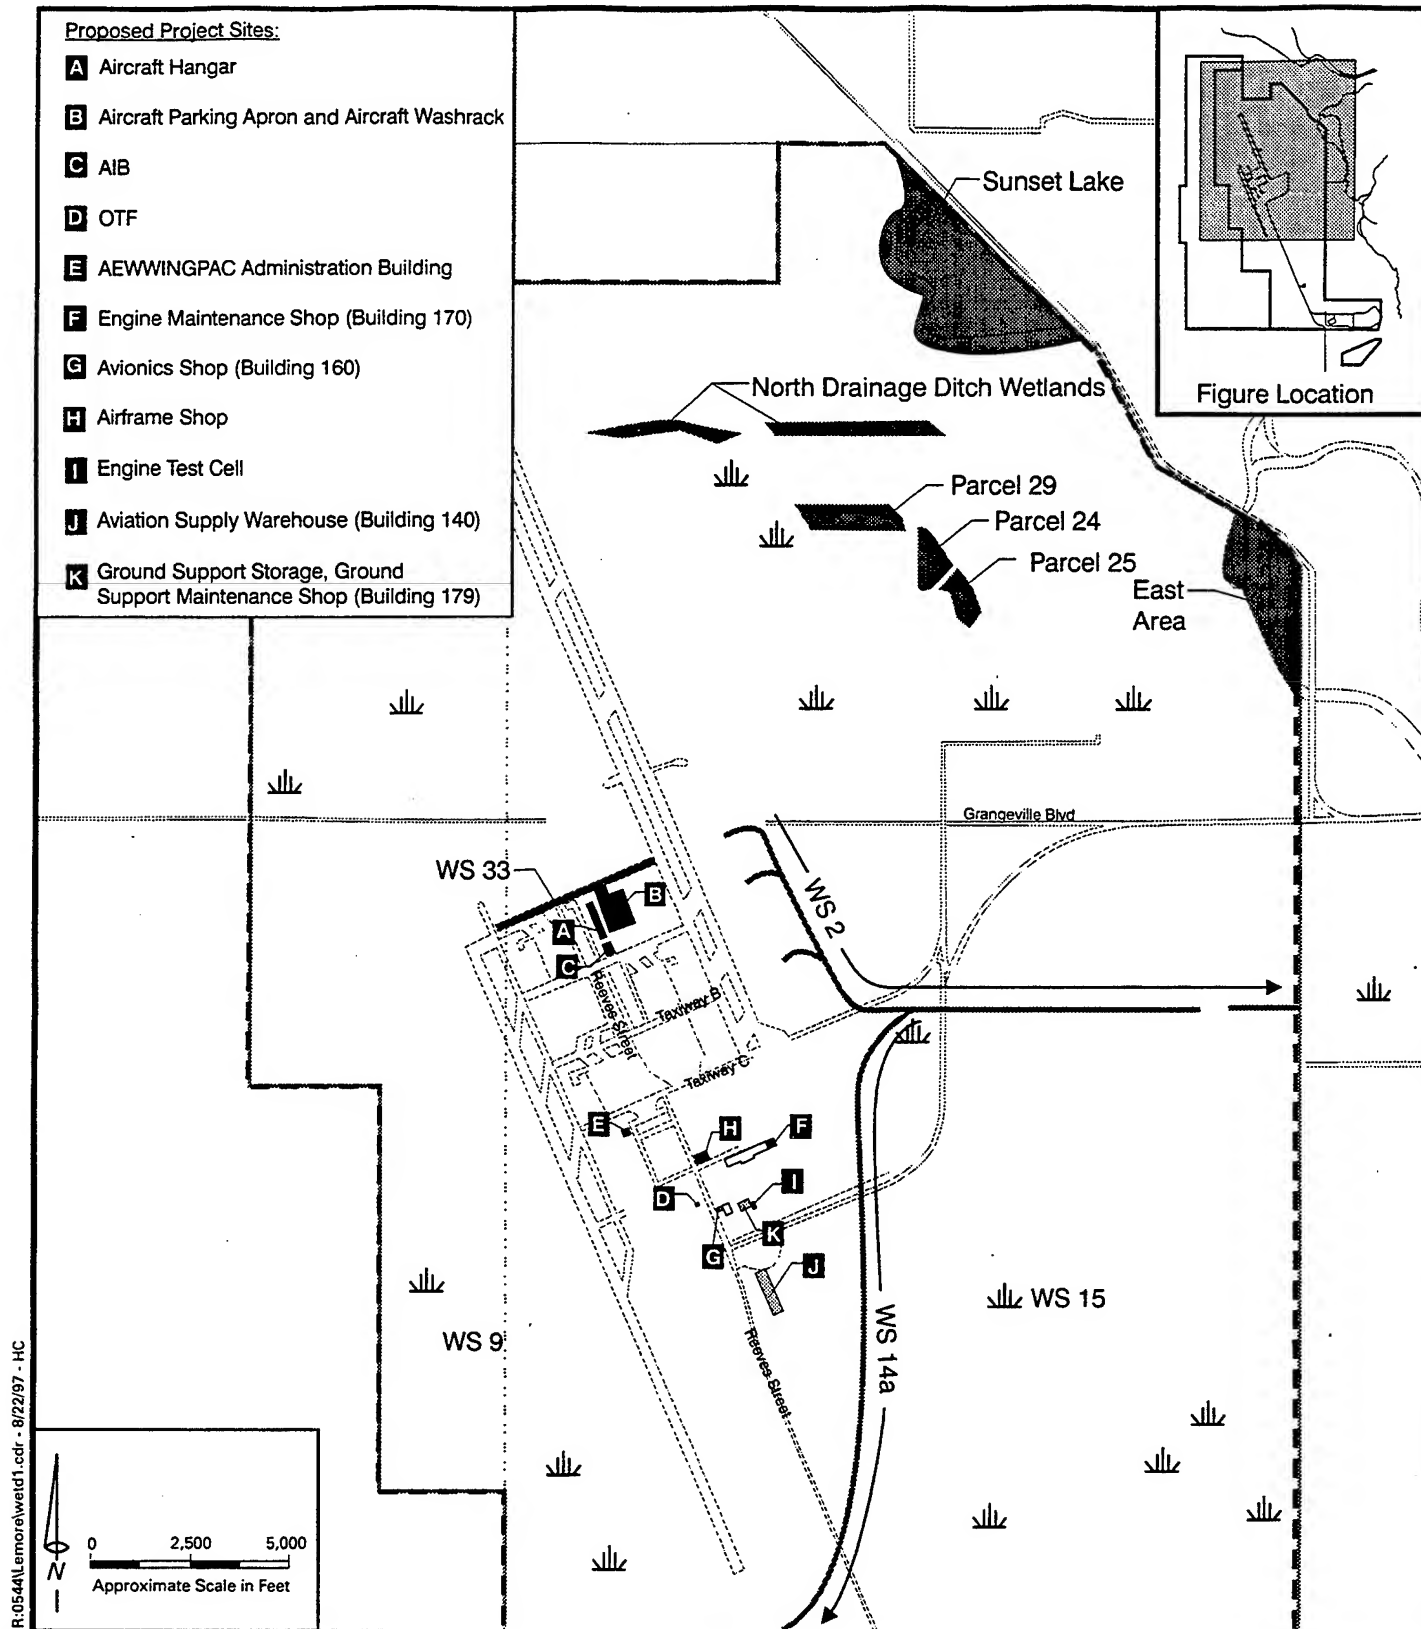 Proposed Project Sites:
A Aircraft Hangar
B Aircraft Parking Apron and Aircraft Washrack
C AIB
D OTF
E AEWWINGPAC Administration Building
F Engine Maintenance Shop (Building 170)
G Avionics Shop (Building 160)
H Airframe Shop
I Engine Test Cell
J Aviation Supply Warehouse (Building 140)
K Ground Support Storage, Ground
Support Maintenance Shop (Building 179)
Figure Location
Sunset Lake
North Drainage Ditch Wetlands
Parcel 29
Parcel 24
Parcel 25
East
Area
Grangeville Blvd
WS 33
B
A
C
WS 2
Reeves Street
Taxiway B
Taxiway C
E
H
F
D
I
G
K
J
WS 15
WS 9
WS 14a
Reeves Street
N
0 2,500 5,000
Approximate Scale in Feet
R:0544\Lemore\wetd1.cdr - 8/22/97 - HC